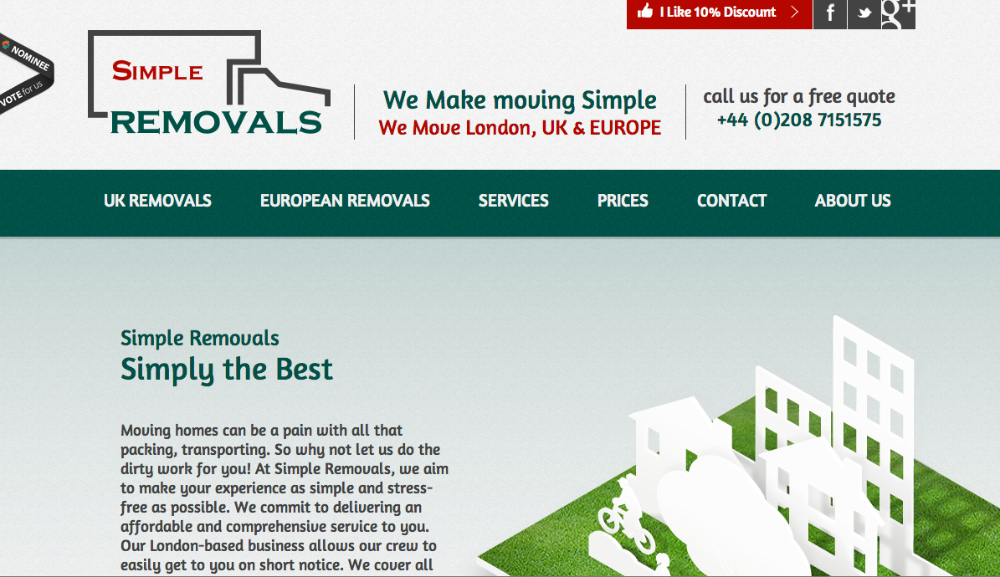 I Like 10% Discount
f
g+
NOMINEE
VOTE for us
SIMPLE
REMOVALS
We Make moving Simple
We Move London, UK & EUROPE
call us for a free quote
+44 (0)208 7151575
UK REMOVALS
EUROPEAN REMOVALS
SERVICES
PRICES
CONTACT
ABOUT US
Simple Removals
Simply the Best
Moving homes can be a pain with all that
packing, transporting. So why not let us do the
dirty work for you! At Simple Removals, we aim
to make your experience as simple and stress-
free as possible. We commit to delivering an
affordable and comprehensive service to you.
Our London-based business allows our crew to
easily get to you on short notice. We cover all